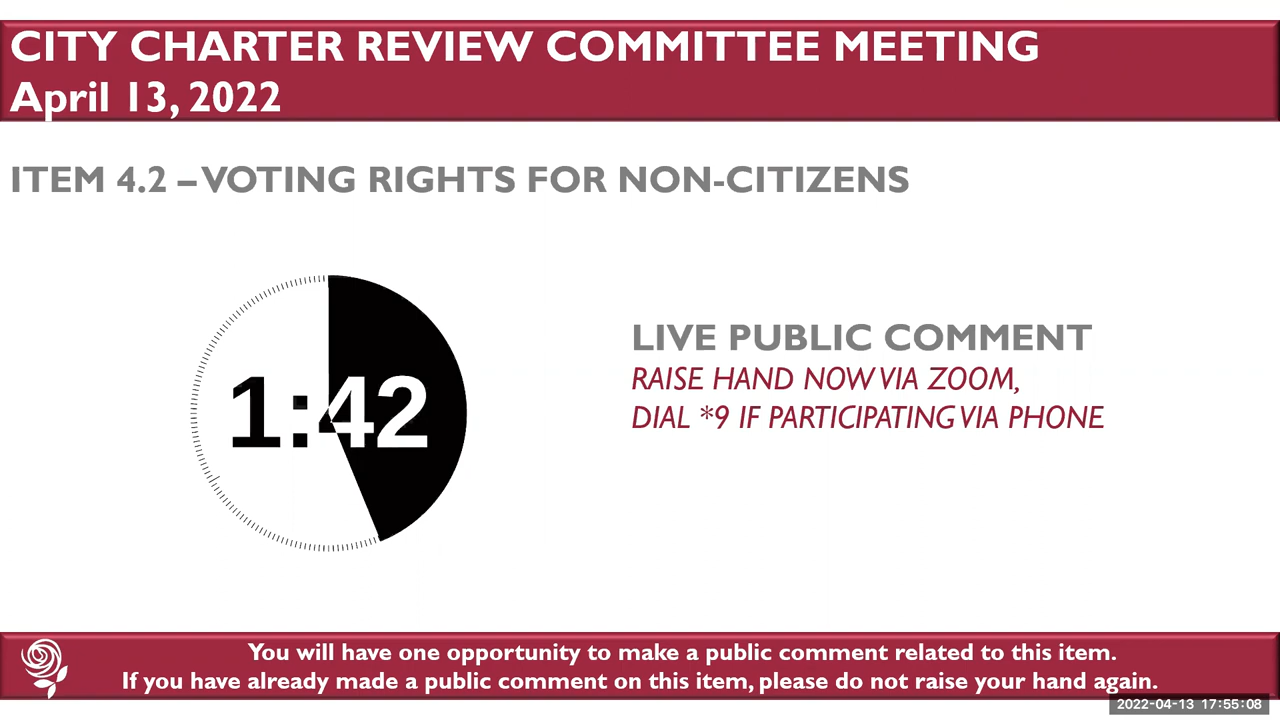 CITY CHARTER REVIEW COMMITTEE MEETING
April 13, 2022
ITEM 4.2 – VOTING RIGHTS FOR NON-CITIZENS
1:42
LIVE PUBLIC COMMENT
RAISE HAND NOW VIA ZOOM,
DIAL *9 IF PARTICIPATING VIA PHONE
You will have one opportunity to make a public comment related to this item.
If you have already made a public comment on this item, please do not raise your hand again.
2022-04-13 17:55:08